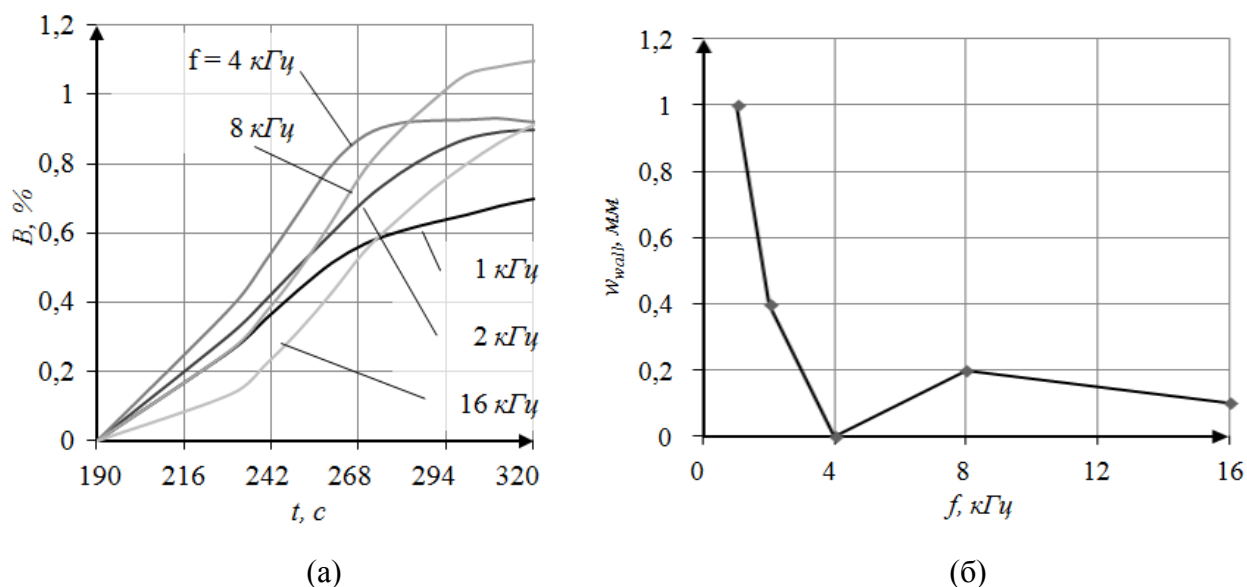 1,2
1
0,8
0,6
0,4
0,2
0
B, %
f = 4 кГц
8 кГц
1 кГц
2 кГц
16 кГц
190 216 242 268 294 320
t, с
(а)
1,2
1
0,8
0,6
0,4
0,2
0
w_wall, мм
0 4 8 12 16
f, кГц
(б)